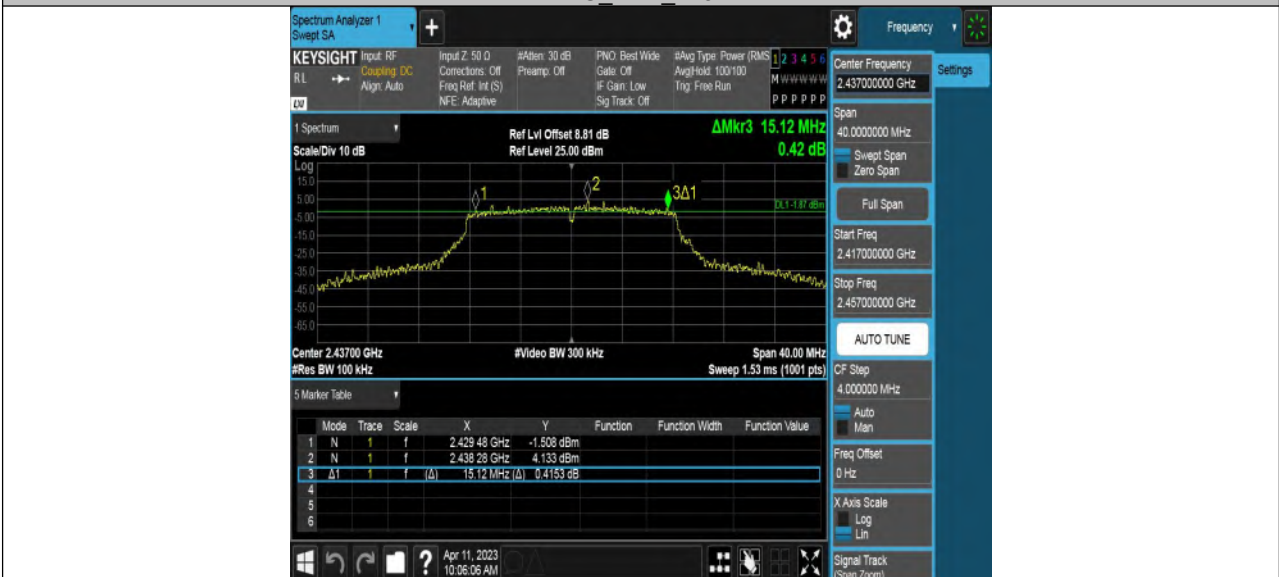 Spectrum Analyzer 1
Swept SA
+
Frequency
KEYSIGHT Input: RF
RL
Coupling: DC
Align: Auto
LXI
Input Z: 50 Ω
Corrections: Off
Freq Ref: Int (S)
NFE: Adaptive
#Atten: 30 dB
Preamp: Off
PNO: Best Wide
Gate: Off
IF Gain: Low
Sig Track: Off
#Avg Type: Power (RMS
Avg|Hold: 100/100
Trig: Free Run
1 2 3 4 5 6
M W W W W W
P P P P P P
Center Frequency
2.437000000 GHz
Settings
Span
40.0000000 MHz
Swept Span
Zero Span
Full Span
Start Freq
2.417000000 GHz
Stop Freq
2.457000000 GHz
AUTO TUNE
CF Step
4.000000 MHz
Auto
Man
Freq Offset
0 Hz
X Axis Scale
Log
Lin
Signal Track
(Span Zoom)
1 Spectrum
Scale/Div 10 dB
Ref Lvl Offset 8.81 dB
Ref Level 25.00 dBm
ΔMkr3 15.12 MHz
0.42 dB
Log
15.0
5.00
-5.00
-15.0
-25.0
-35.0
-45.0
-55.0
-65.0
1
2
3Δ1
DL1 -1.87 dBm
Center 2.43700 GHz
#Video BW 300 kHz
Span 40.00 MHz
#Res BW 100 kHz
Sweep 1.53 ms (1001 pts)
5 Marker Table
Mode Trace Scale X Y Function Function Width Function Value
1 N 1 f 2.429 48 GHz -1.508 dBm
2 N 1 f 2.438 28 GHz 4.133 dBm
3 Δ1 1 f (Δ) 15.12 MHz (Δ) 0.4153 dB
4
5
6
?
Apr 11, 2023
10:06:06 AM